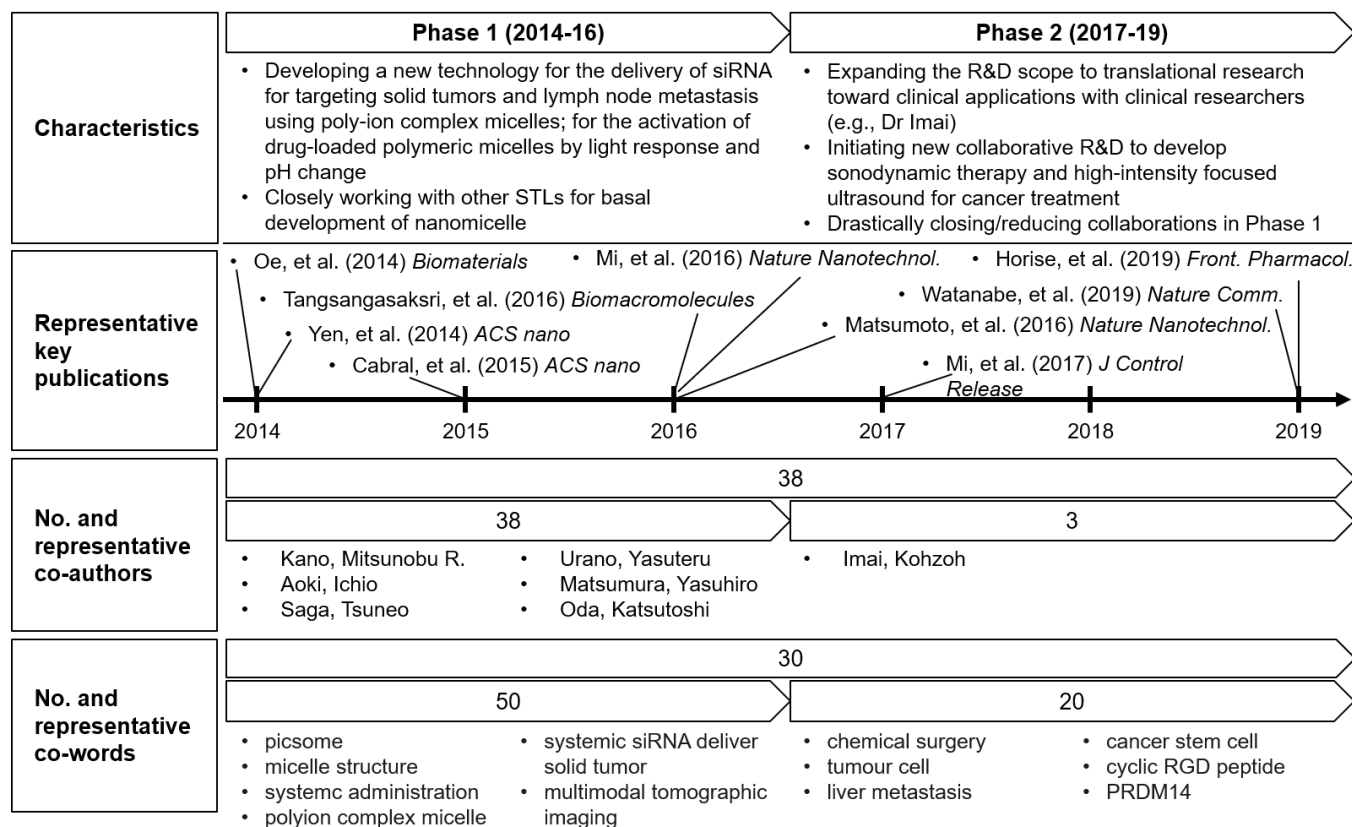 Phase 1 (2014-16)
Phase 2 (2017-19)
Characteristics
• Developing a new technology for the delivery of siRNA
for targeting solid tumors and lymph node metastasis
using poly-ion complex micelles; for the activation of
drug-loaded polymeric micelles by light response and
pH change
• Closely working with other STLs for basal
development of nanomicelle
• Expanding the R&D scope to translational research
toward clinical applications with clinical researchers
(e.g., Dr Imai)
• Initiating new collaborative R&D to develop
sonodynamic therapy and high-intensity focused
ultrasound for cancer treatment
• Drastically closing/reducing collaborations in Phase 1
Representative
key
publications
• Oe, et al. (2014) Biomaterials
• Mi, et al. (2016) Nature Nanotechnol.
• Horise, et al. (2019) Front. Pharmacol.
• Tangsangasaksri, et al. (2016) Biomacromolecules
• Watanabe, et al. (2019) Nature Comm.
• Yen, et al. (2014) ACS nano
• Matsumoto, et al. (2016) Nature Nanotechnol.
• Cabral, et al. (2015) ACS nano
• Mi, et al. (2017) J Control
Release
2014
2015
2016
2017
2018
2019
No. and
representative
co-authors
38
38
3
• Kano, Mitsunobu R.
• Aoki, Ichio
• Saga, Tsuneo
• Urano, Yasuteru
• Matsumura, Yasuhiro
• Oda, Katsutoshi
• Imai, Kohzoh
No. and
representative
co-words
30
50
20
• picsome
• micelle structure
• systemc administration
• polyion complex micelle
• systemic siRNA deliver
solid tumor
• multimodal tomographic
imaging
• chemical surgery
• tumour cell
• liver metastasis
• cancer stem cell
• cyclic RGD peptide
• PRDM14